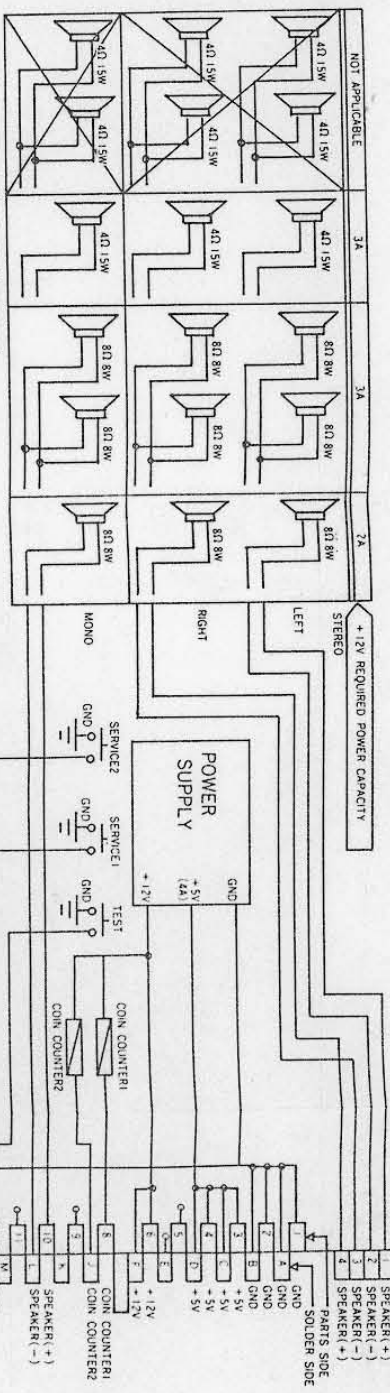 NOT APPLICABLE
3A
3A
2A
+12V REQUIRED POWER CAPACITY
4Ω 15W
4Ω 15W
4Ω 15W
8Ω 8W
8Ω 8W
8Ω 8W
STEREO
LEFT
4Ω 15W
4Ω 15W
4Ω 15W
8Ω 8W
8Ω 8W
8Ω 8W
RIGHT
4Ω 15W
4Ω 15W
4Ω 15W
8Ω 8W
8Ω 8W
8Ω 8W
MONO
POWER
SUPPLY
GND
+5V
(4A)
+12V
COIN COUNTER1
COIN COUNTER2
TEST
GND
SERVICE1
GND
SERVICE2
GND
1 SPEAKER(+)
2 SPEAKER(-)
3 SPEAKER(-)
4 SPEAKER(+)
PARTS SIDE
SOLDER SIDE
1 GND
A GND
2 GND
B GND
3 +5V
C +5V
4 +5V
D +5V
5
E
6 +12V
F +12V
8 COIN COUNTER1
J COIN COUNTER2
9
K
10 SPEAKER(+)
L SPEAKER(-)
11
M